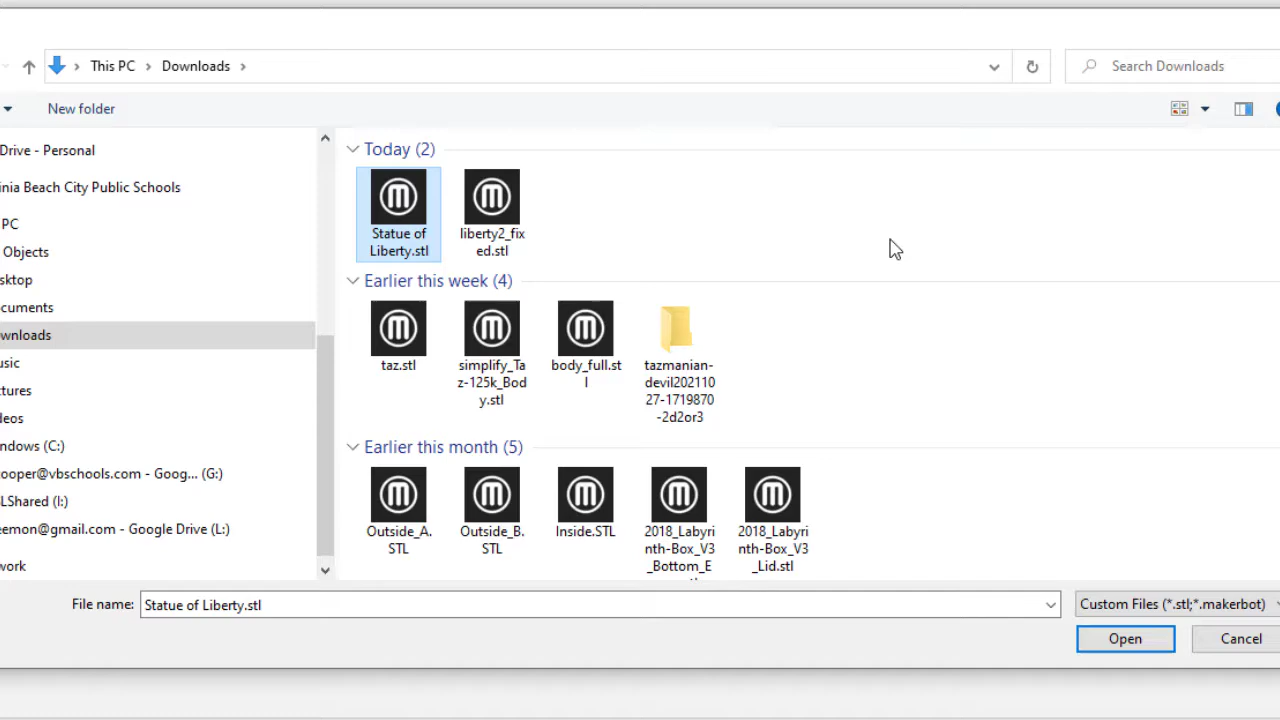 This PC > Downloads >
Search Downloads
New folder
Drive - Personal
inia Beach City Public Schools
PC
Objects
sktop
cuments
wnloads
usic
tures
deos
ndows (C:)
ooper@vbschools.com - Goog... (G:)
LShared (I:)
eemon@gmail.com - Google Drive (L:)
work
Today (2)
Statue of
Liberty.stl
liberty2_fix
ed.stl
Earlier this week (4)
taz.stl
simplify_Ta
z-125k_Bod
y.stl
body_full.st
l
tazmanian-
devil202110
27-1719870
-2d2or3
Earlier this month (5)
Outside_A.
STL
Outside_B.
STL
Inside.STL
2018_Labyri
nth-Box_V3
_Bottom_E
2018_Labyri
nth-Box_V3
_Lid.stl
File name: Statue of Liberty.stl
Custom Files (*.stl;*.makerbot)
Open
Cancel